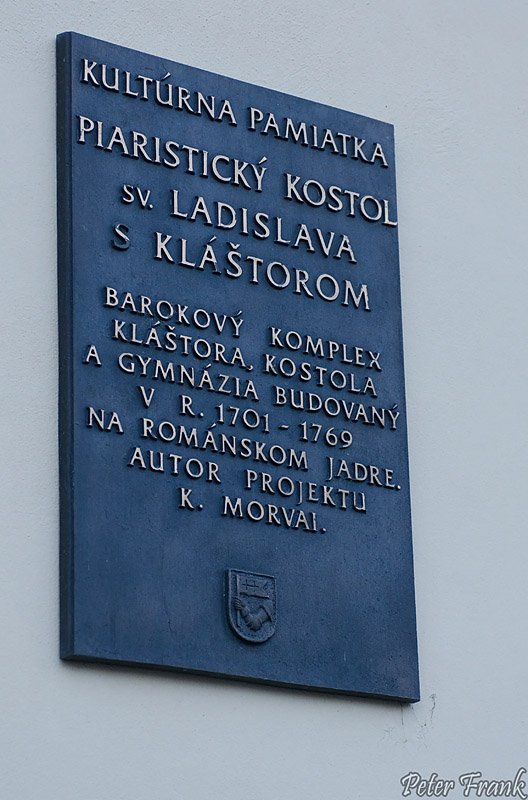 KULTÚRNA PAMIATKA
PIARISTICKÝ KOSTOL
SV. LADISLAVA
S KLÁŠTOROM
BAROKOVÝ KOMPLEX
KLÁŠTORA, KOSTOLA
A GYMNÁZIA BUDOVANÝ
V R. 1701 - 1769
NA ROMÁNSKOM JADRE.
AUTOR PROJEKTU
K. MORVAI.
Peter Frank